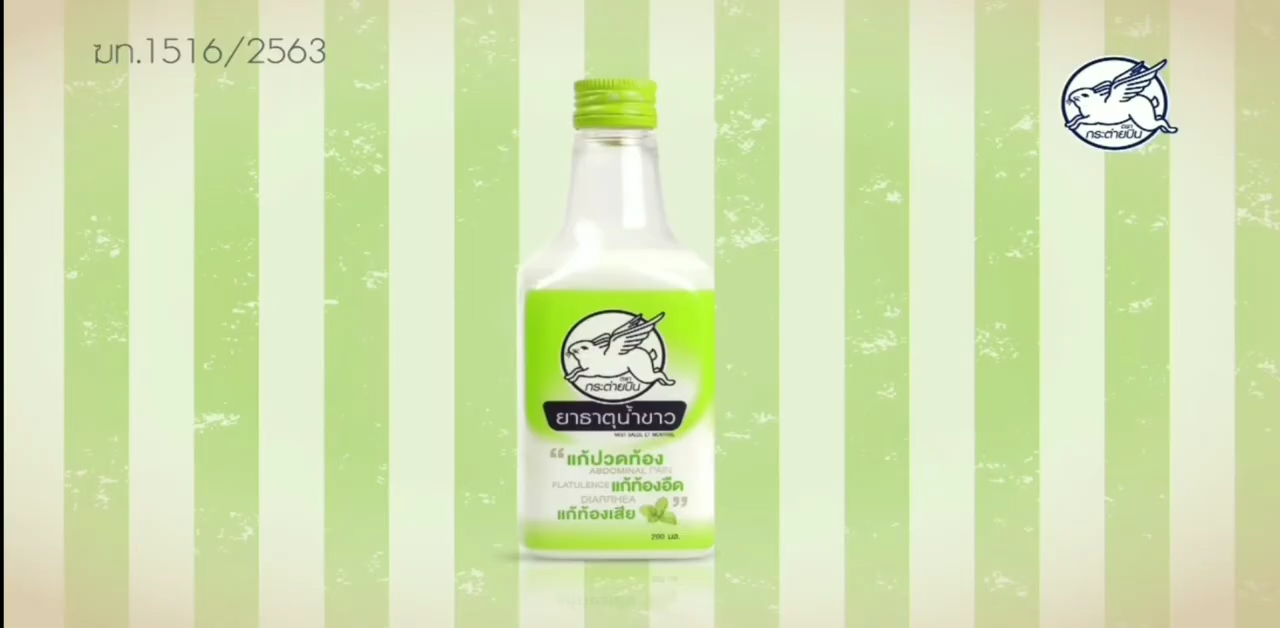 ฆท.1516/2563
ตรา
กระต่ายบิน
ตรา
กระต่ายบิน
ยาธาตุน้ำขาว
“แก้ปวดท้อง
ABDOMINAL PAIN
FLATULENCE แก้ท้องอืด
DIARRHEA ”
แก้ท้องเสีย
200 มล.